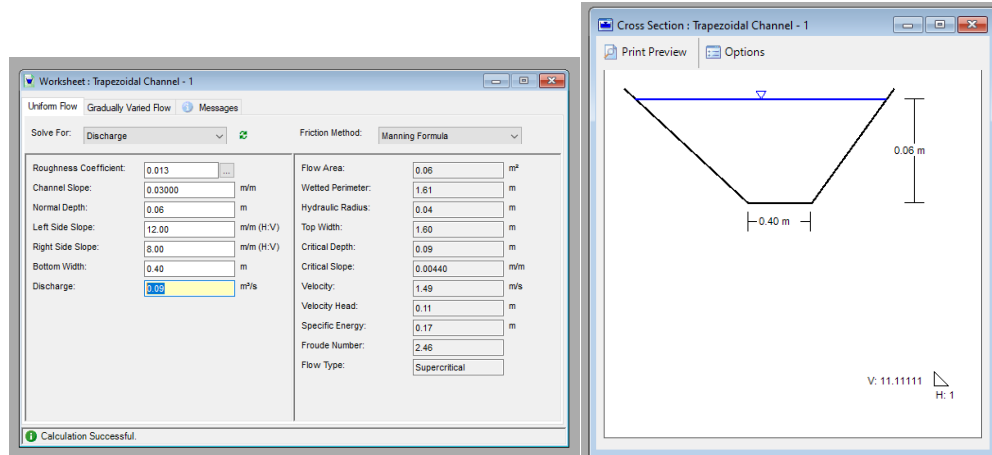 Worksheet : Trapezoidal Channel - 1
Uniform Flow Gradually Varied Flow Messages
Solve For: Discharge Friction Method: Manning Formula
Roughness Coefficient: 0.013 ...
Channel Slope: 0.03000 m/m
Normal Depth: 0.06 m
Left Side Slope: 12.00 m/m (H:V)
Right Side Slope: 8.00 m/m (H:V)
Bottom Width: 0.40 m
Discharge: 0.09 m³/s
Flow Area: 0.06 m²
Wetted Perimeter: 1.61 m
Hydraulic Radius: 0.04 m
Top Width: 1.60 m
Critical Depth: 0.09 m
Critical Slope: 0.00440 m/m
Velocity: 1.49 m/s
Velocity Head: 0.11 m
Specific Energy: 0.17 m
Froude Number: 2.46
Flow Type: Supercritical
Calculation Successful.
Cross Section : Trapezoidal Channel - 1
Print Preview Options
0.06 m
0.40 m
V: 11.11111
H: 1